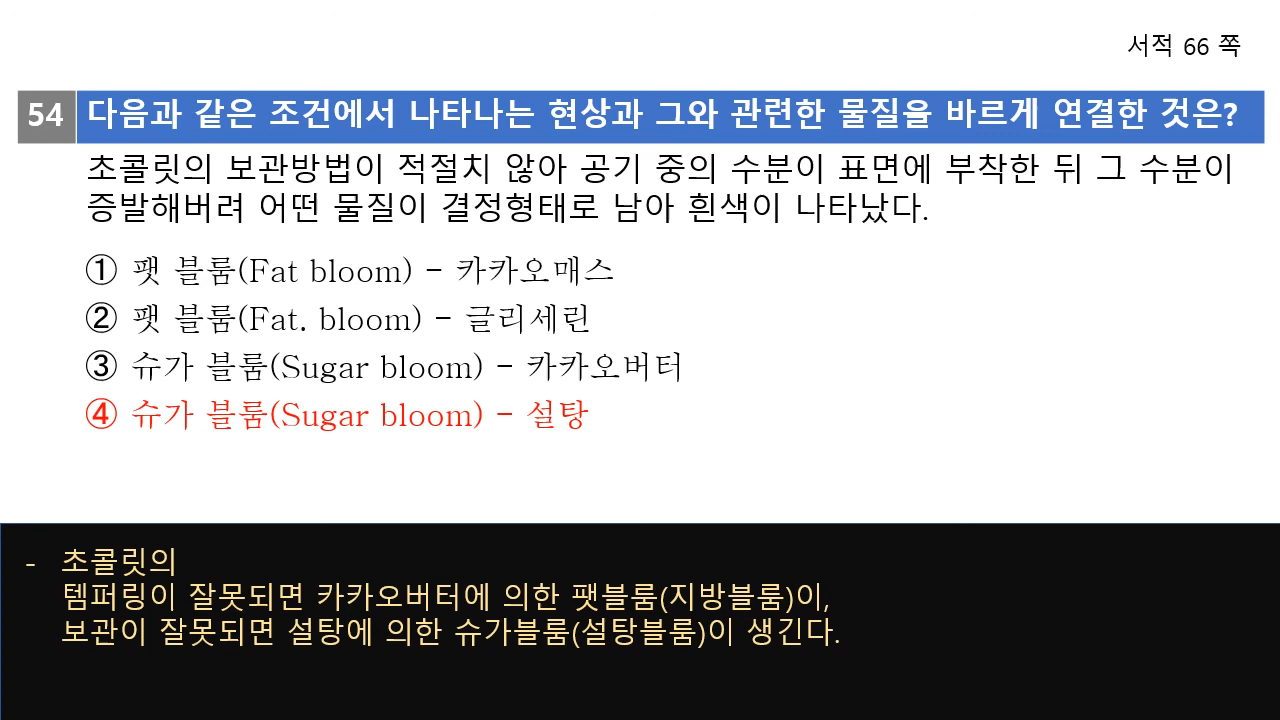 서적 66 쪽
54 다음과 같은 조건에서 나타나는 현상과 그와 관련한 물질을 바르게 연결한 것은?
초콜릿의 보관방법이 적절치 않아 공기 중의 수분이 표면에 부착한 뒤 그 수분이
증발해버려 어떤 물질이 결정형태로 남아 흰색이 나타났다.
① 팻 블룸(Fat bloom) - 카카오매스
② 팻 블룸(Fat. bloom) - 글리세린
③ 슈가 블룸(Sugar bloom) - 카카오버터
④ 슈가 블룸(Sugar bloom) - 설탕
- 초콜릿의
템퍼링이 잘못되면 카카오버터에 의한 팻블룸(지방블룸)이,
보관이 잘못되면 설탕에 의한 슈가블룸(설탕블룸)이 생긴다.